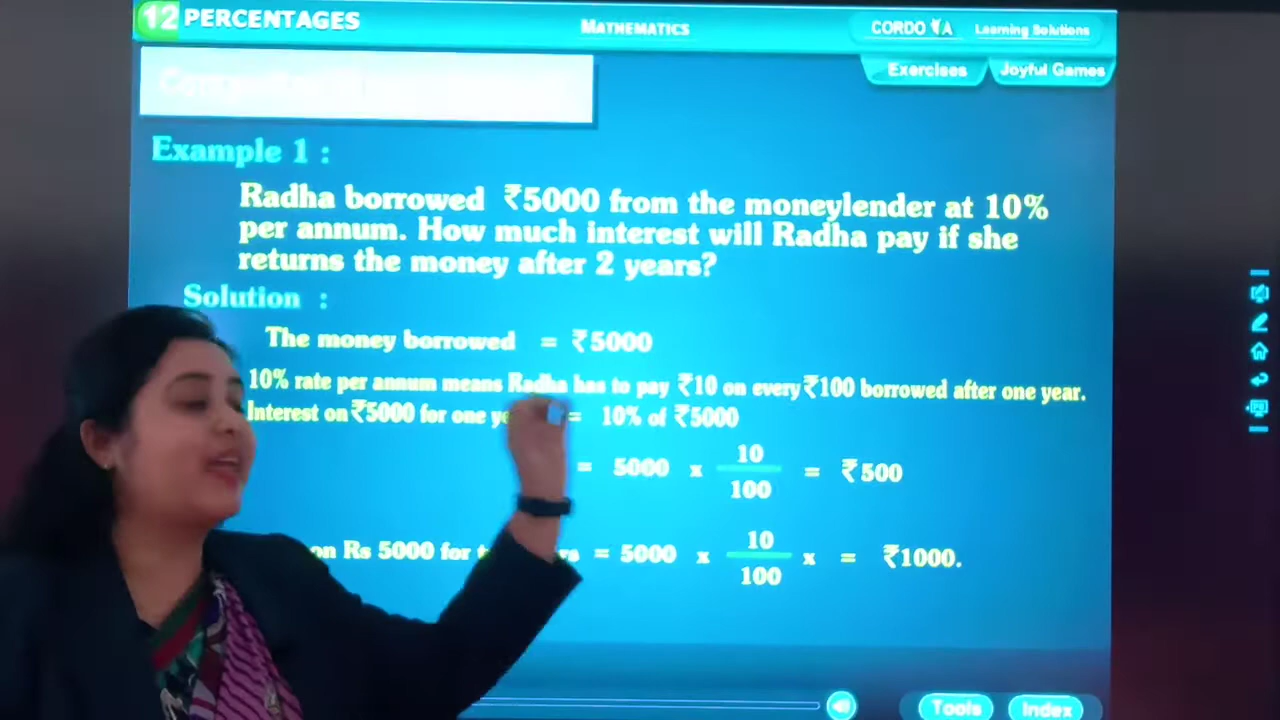 12 PERCENTAGES
MATHEMATICS
CORDOVA Learning Solutions
Exercises
Joyful Games
Example 1 :
Radha borrowed ₹5000 from the moneylender at 10%
per annum. How much interest will Radha pay if she
returns the money after 2 years?
Solution :
The money borrowed = ₹5000
10% rate per annum means Radha has to pay ₹10 on every ₹100 borrowed after one year.
Interest on ₹5000 for one = 10% of ₹5000
= 5000 x 10/100 = ₹500
on Rs 5000 for = 5000 x 10/100 x = ₹1000.
Tools
Index